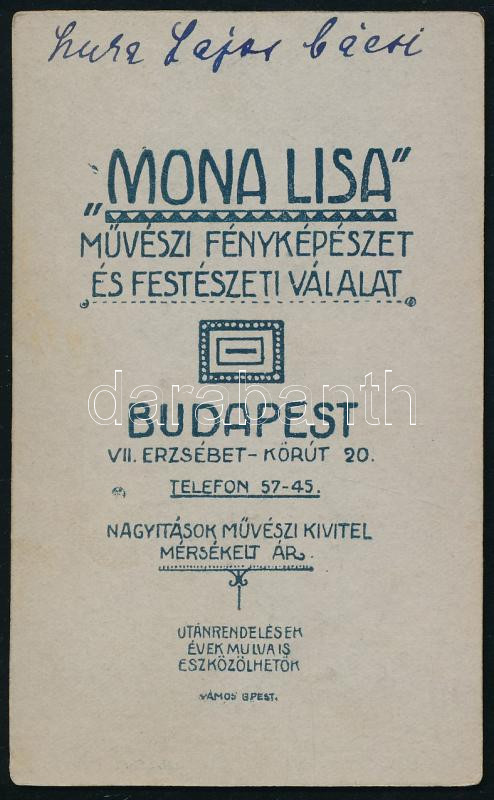 Lajos bácsi
„MONA LISA”
MŰVÉSZI FÉNYKÉPÉSZET
ÉS FESTÉSZETI VÁLALAT
darabanth
BUDAPEST
VII. ERZSÉBET-KÖRÚT 20.
TELEFON 57-45.
NAGYITÁSOK MŰVÉSZI KIVITEL
MÉRSÉKELT ÁR.
UTÁNRENDELÉSEK
ÉVEK MULVA IS
ESZKÖZÖLHETŐK
VÁMOS BPEST.